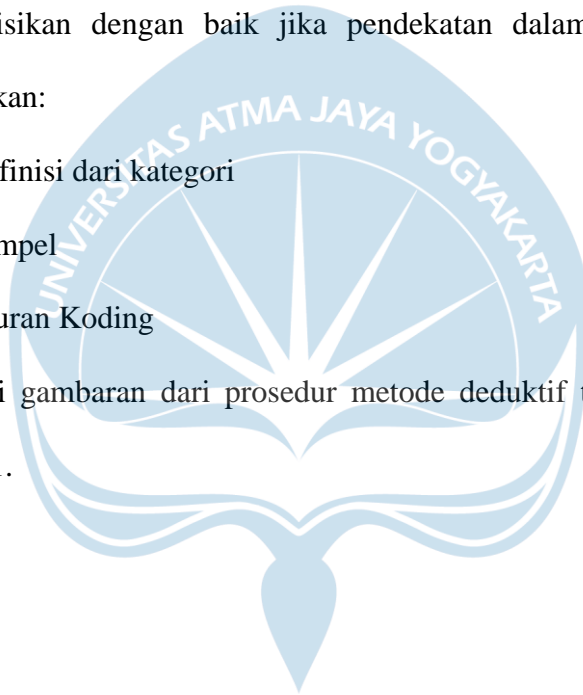 isikan dengan baik jika pendekatan dalam
kan:
finisi dari kategori
mpel
uran Koding
i gambaran dari prosedur metode deduktif t
.
UNIVERSITAS ATMA JAYA YOGYAKARTA